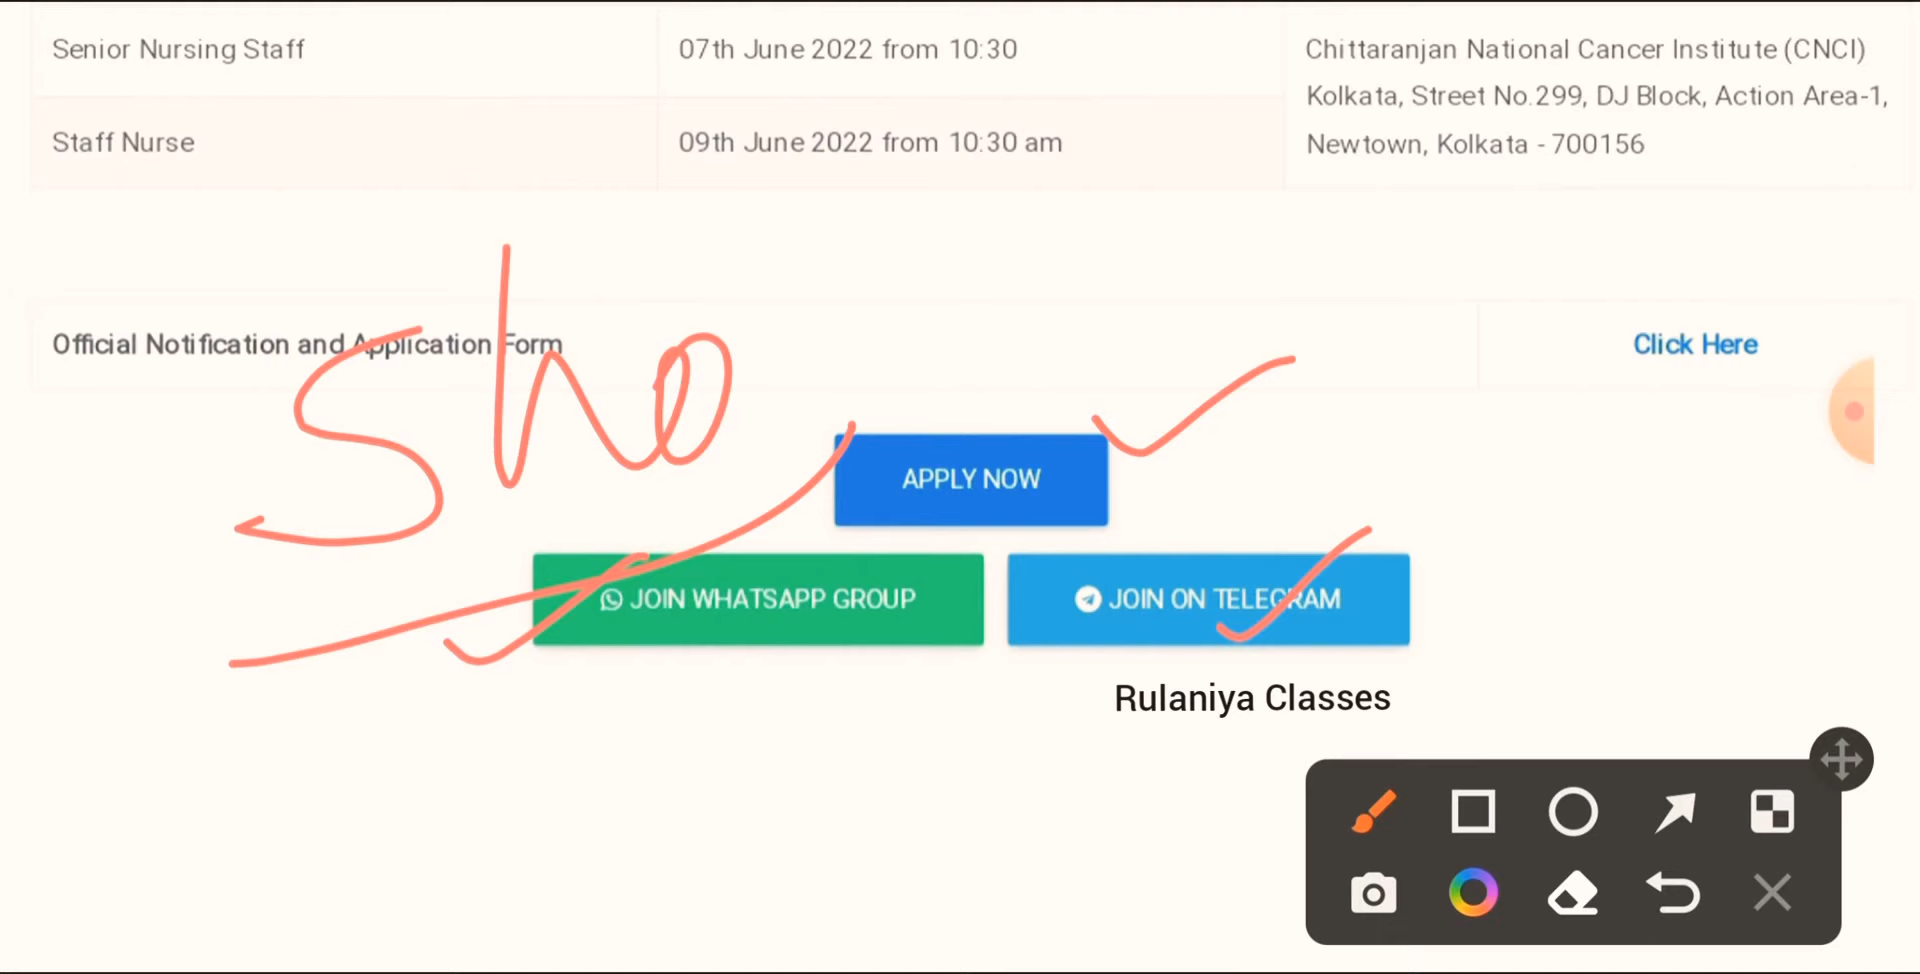 Senior Nursing Staff
07th June 2022 from 10:30
Chittaranjan National Cancer Institute (CNCI)
Kolkata, Street No.299, DJ Block, Action Area-1,
Newtown, Kolkata - 700156
Staff Nurse
09th June 2022 from 10:30 am
Official Notification and Application Form
Click Here
sho
APPLY NOW
JOIN WHATSAPP GROUP
JOIN ON TELEGRAM
Rulaniya Classes